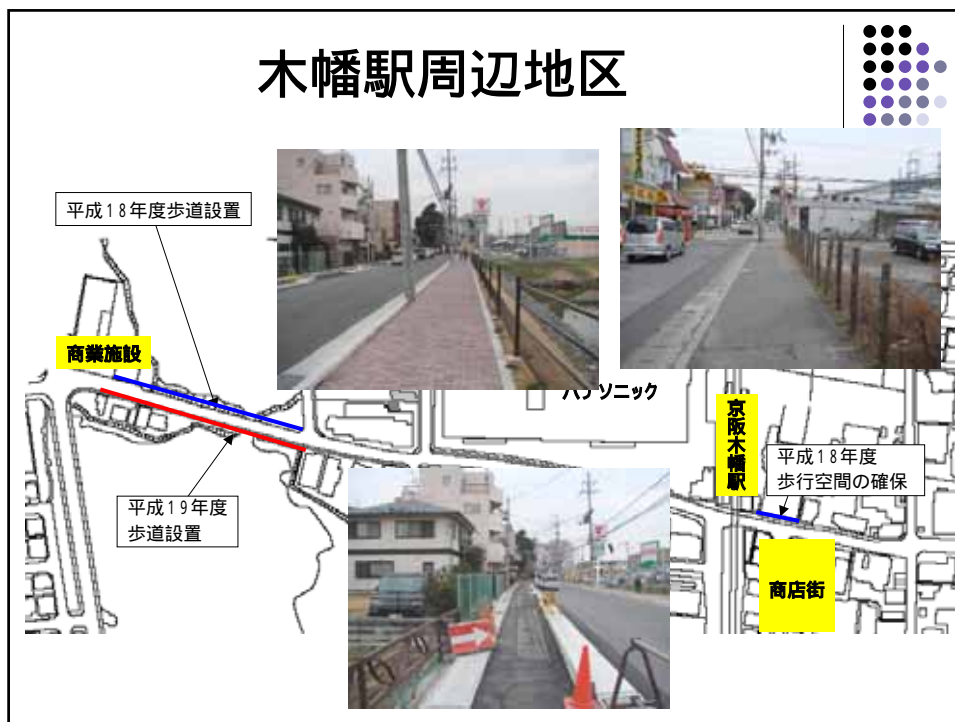 木幡駅周辺地区
平成18年度歩道設置
商業施設
パナソニック
京阪木幡駅
平成18年度
歩行空間の確保
平成19年度
歩道設置
商店街